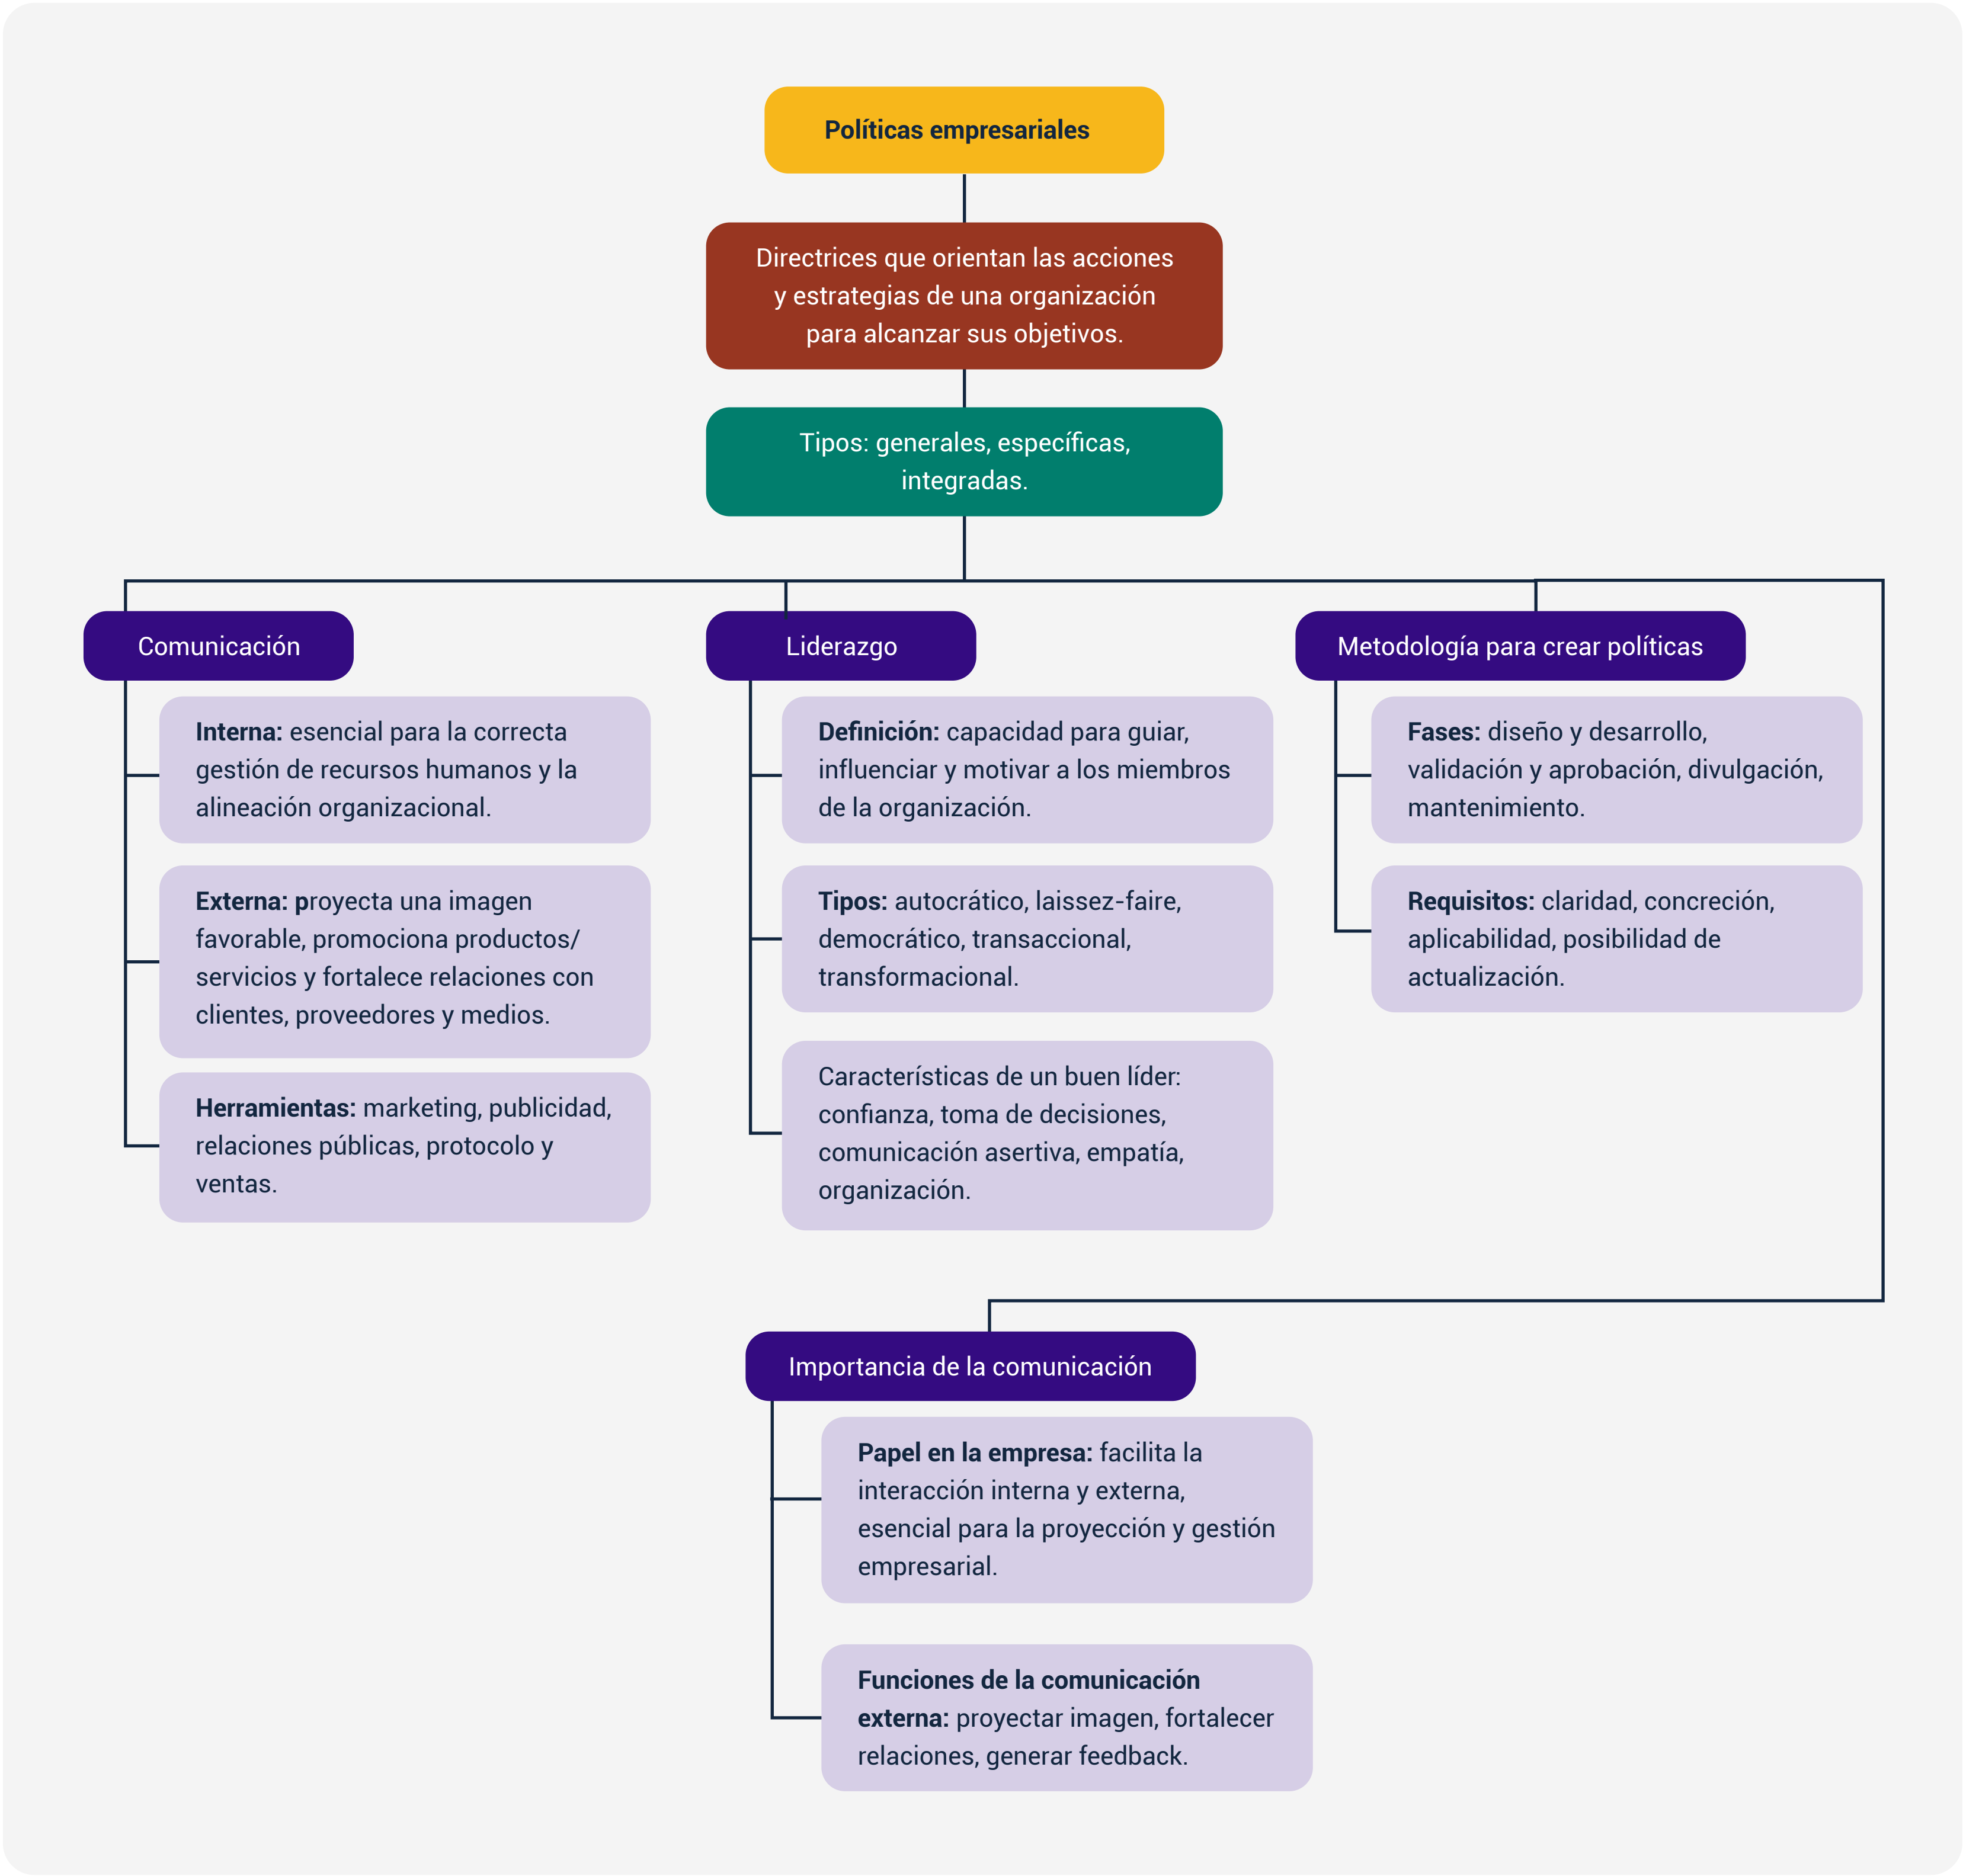 Políticas empresariales
Directrices que orientan las acciones
y estrategias de una organización
para alcanzar sus objetivos.
Tipos: generales, específicas,
integradas.
Comunicación
Interna: esencial para la correcta
gestión de recursos humanos y la
alineación organizacional.
Externa: proyecta una imagen
favorable, promociona productos/
servicios y fortalece relaciones con
clientes, proveedores y medios.
Herramientas: marketing, publicidad,
relaciones públicas, protocolo y
ventas.
Liderazgo
Definición: capacidad para guiar,
influenciar y motivar a los miembros
de la organización.
Tipos: autocrático, laissez-faire,
democrático, transaccional,
transformacional.
Características de un buen líder:
confianza, toma de decisiones,
comunicación asertiva, empatía,
organización.
Metodología para crear políticas
Fases: diseño y desarrollo,
validación y aprobación, divulgación,
mantenimiento.
Requisitos: claridad, concreción,
aplicabilidad, posibilidad de
actualización.
Importancia de la comunicación
Papel en la empresa: facilita la
interacción interna y externa,
esencial para la proyección y gestión
empresarial.
Funciones de la comunicación
externa: proyectar imagen, fortalecer
relaciones, generar feedback.